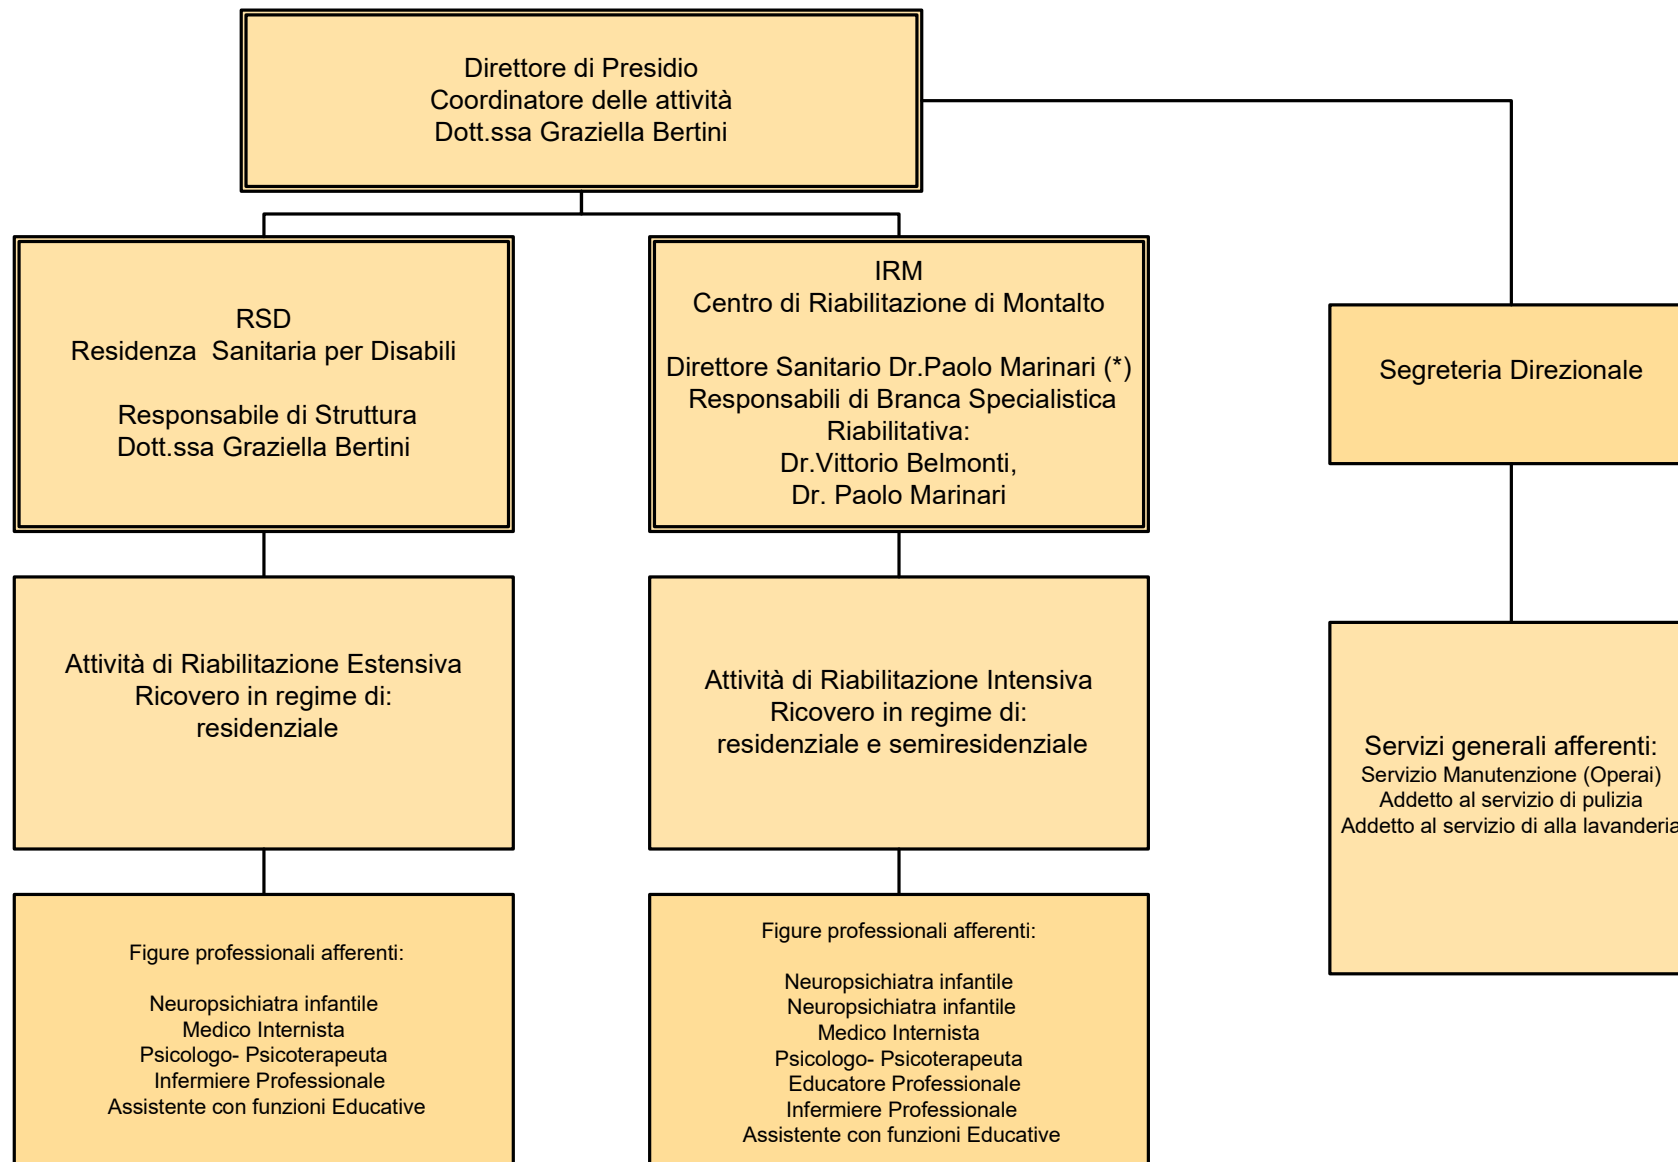 Direttore di Presidio
Coordinatore delle attività
Dott.ssa Graziella Bertini
RSD
Residenza Sanitaria per Disabili
Responsabile di Struttura
Dott.ssa Graziella Bertini
IRM
Centro di Riabilitazione di Montalto
Direttore Sanitario Dr.Paolo Marinari (*)
Responsabili di Branca Specialistica
Riabilitativa:
Dr.Vittorio Belmonti,
Dr. Paolo Marinari
Segreteria Direzionale
Attività di Riabilitazione Estensiva
Ricovero in regime di:
residenziale
Attività di Riabilitazione Intensiva
Ricovero in regime di:
residenziale e semiresidenziale
Servizi generali afferenti:
Servizio Manutenzione (Operai)
Addetto al servizio di pulizia
Addetto al servizio di alla lavanderia
Figure professionali afferenti:
Neuropsichiatra infantile
Medico Internista
Psicologo- Psicoterapeuta
Infermiere Professionale
Assistente con funzioni Educative
Figure professionali afferenti:
Neuropsichiatra infantile
Neuropsichiatra infantile
Medico Internista
Psicologo- Psicoterapeuta
Educatore Professionale
Infermiere Professionale
Assistente con funzioni Educative